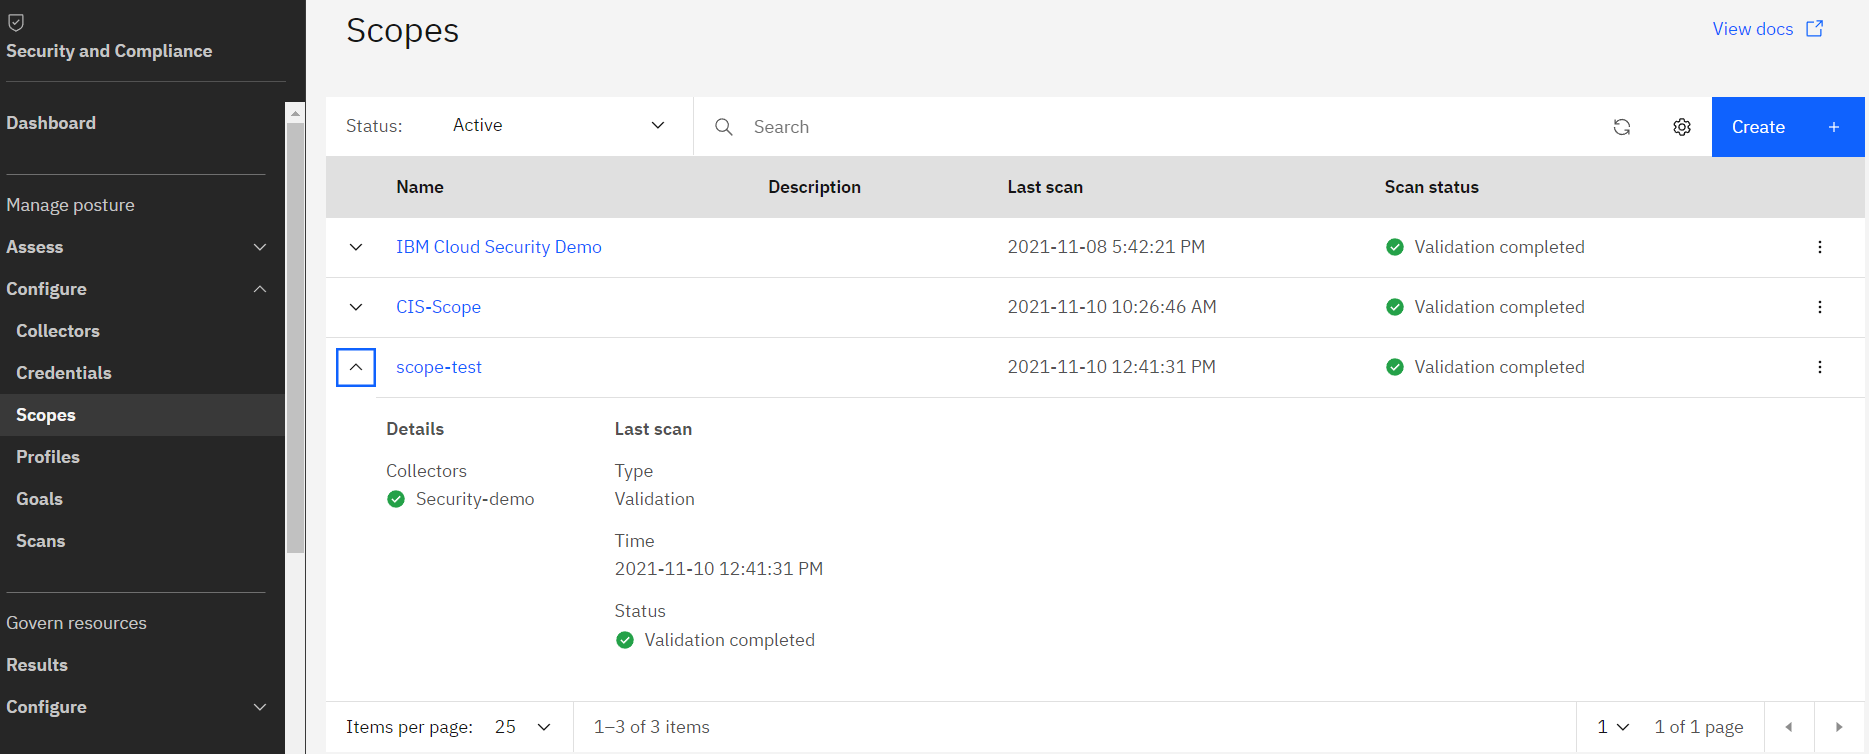 Security and Compliance
Dashboard
Manage posture
Assess
Configure
Collectors
Credentials
Scopes
Profiles
Goals
Scans
Govern resources
Results
Configure
Scopes
View docs
Status: Active
Search
Create +
Name Description Last scan Scan status
IBM Cloud Security Demo 2021-11-08 5:42:21 PM Validation completed
CIS-Scope 2021-11-10 10:26:46 AM Validation completed
scope-test 2021-11-10 12:41:31 PM Validation completed
Details Last scan
Collectors Type
Security-demo Validation
Time
2021-11-10 12:41:31 PM
Status
Validation completed
Items per page: 25 1–3 of 3 items 1 1 of 1 page